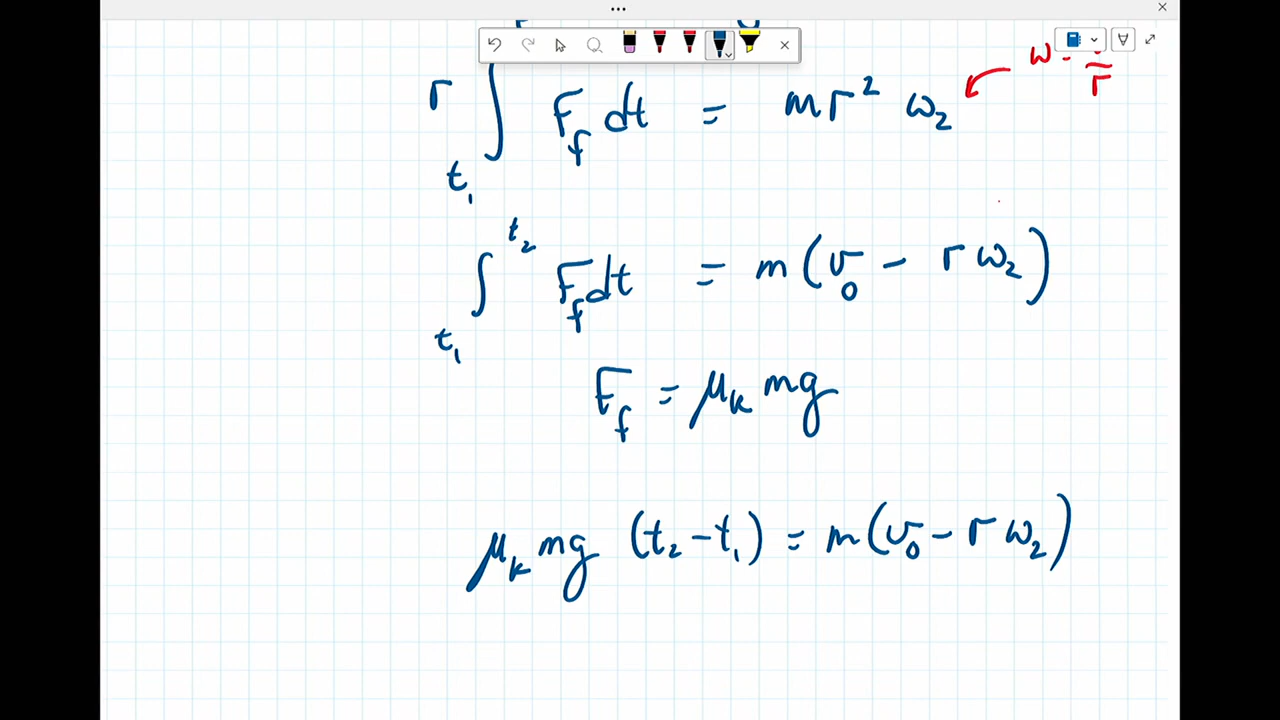 r ∫ t₁ F_f dt = m r² ω₂
ω = r
∫ t₁ t₂ F_f dt = m(v₀ - r ω₂)
F_f = μ_k mg
μ_k mg (t₂ - t₁) = m(v₀ - r ω₂)